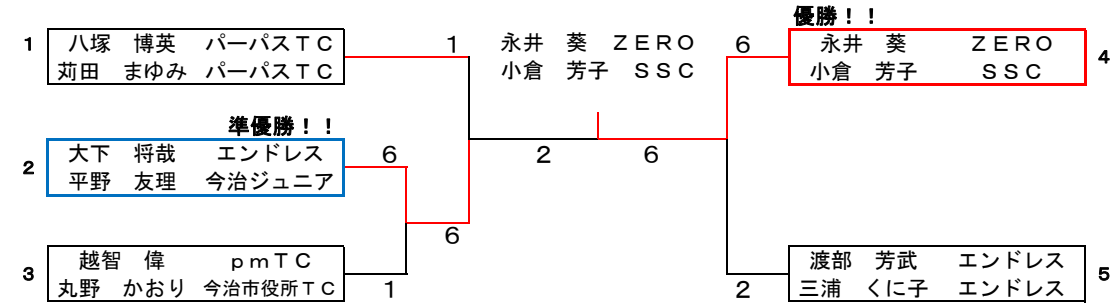 優勝！！
1
八塚　博英　パーパスＴＣ
苅田　まゆみ　パーパスＴＣ
1
永井　葵　ＺＥＲＯ
小倉　芳子　ＳＳＣ
6
永井　葵　ＺＥＲＯ
小倉　芳子　ＳＳＣ
4
準優勝！！
2
大下　将哉　エンドレス
平野　友理　今治ジュニア
6
2
6
6
3
越智　偉　ｐｍＴＣ
丸野　かおり　今治市役所ＴＣ
1
2
渡部　芳武　エンドレス
三浦　くに子　エンドレス
5